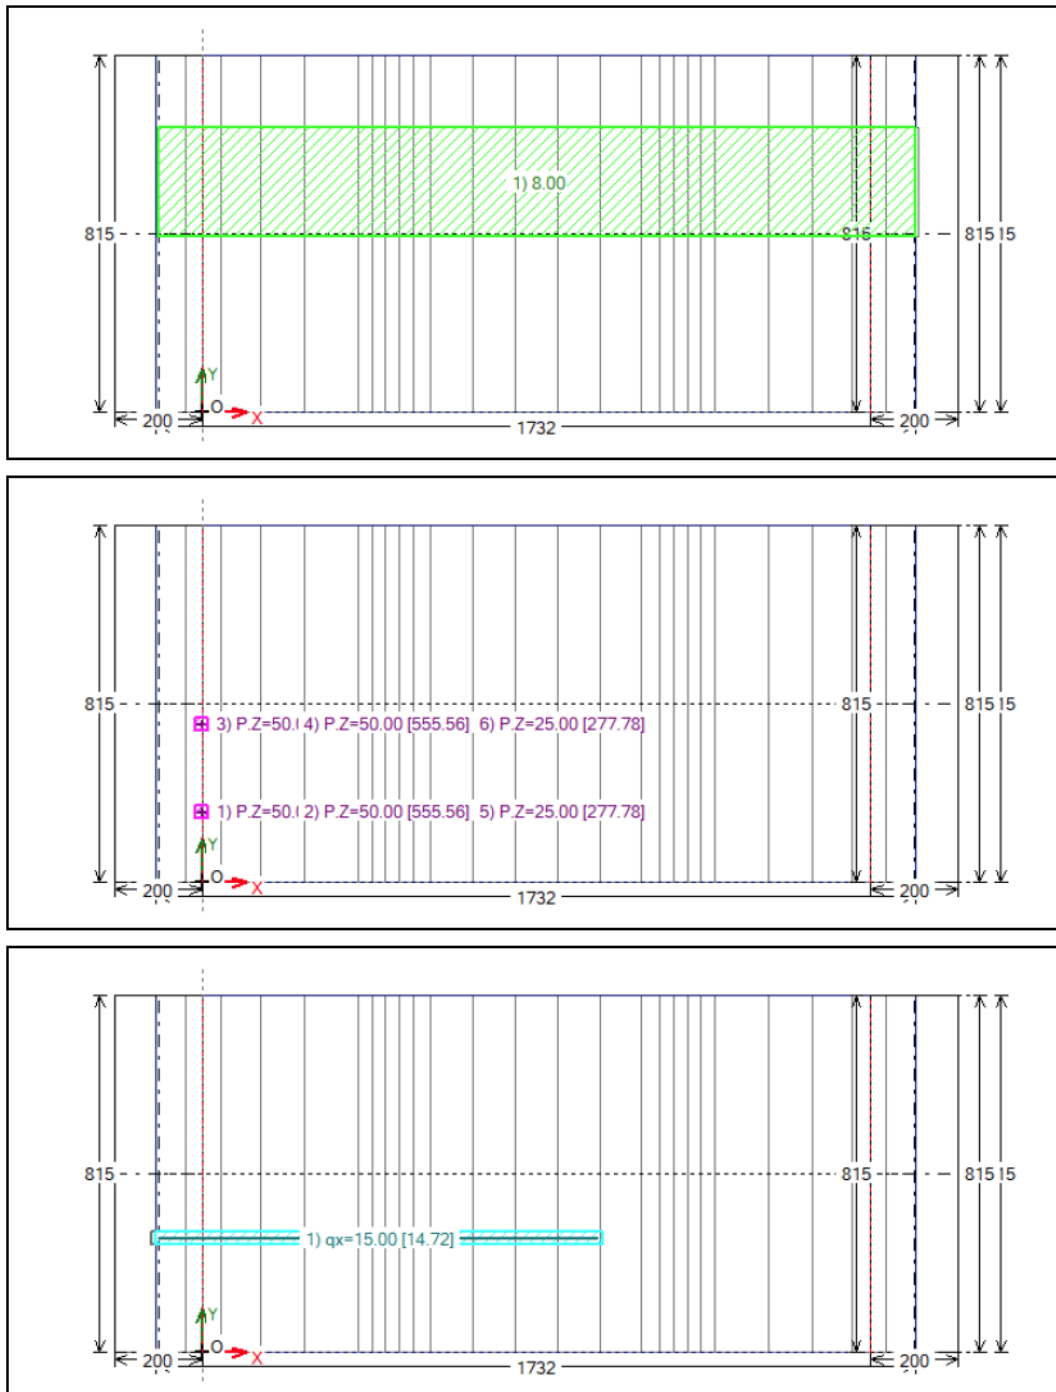 1) 8.00
815 815 815 15
Y
O
X
200 1732 200
815 815 815 15
3) P.Z=50.0 4) P.Z=50.00 [555.56] 6) P.Z=25.00 [277.78]
1) P.Z=50.0 2) P.Z=50.00 [555.56] 5) P.Z=25.00 [277.78]
Y
O
X
200 1732 200
815 815 815 15
1) qx=15.00 [14.72]
Y
O
X
200 1732 200